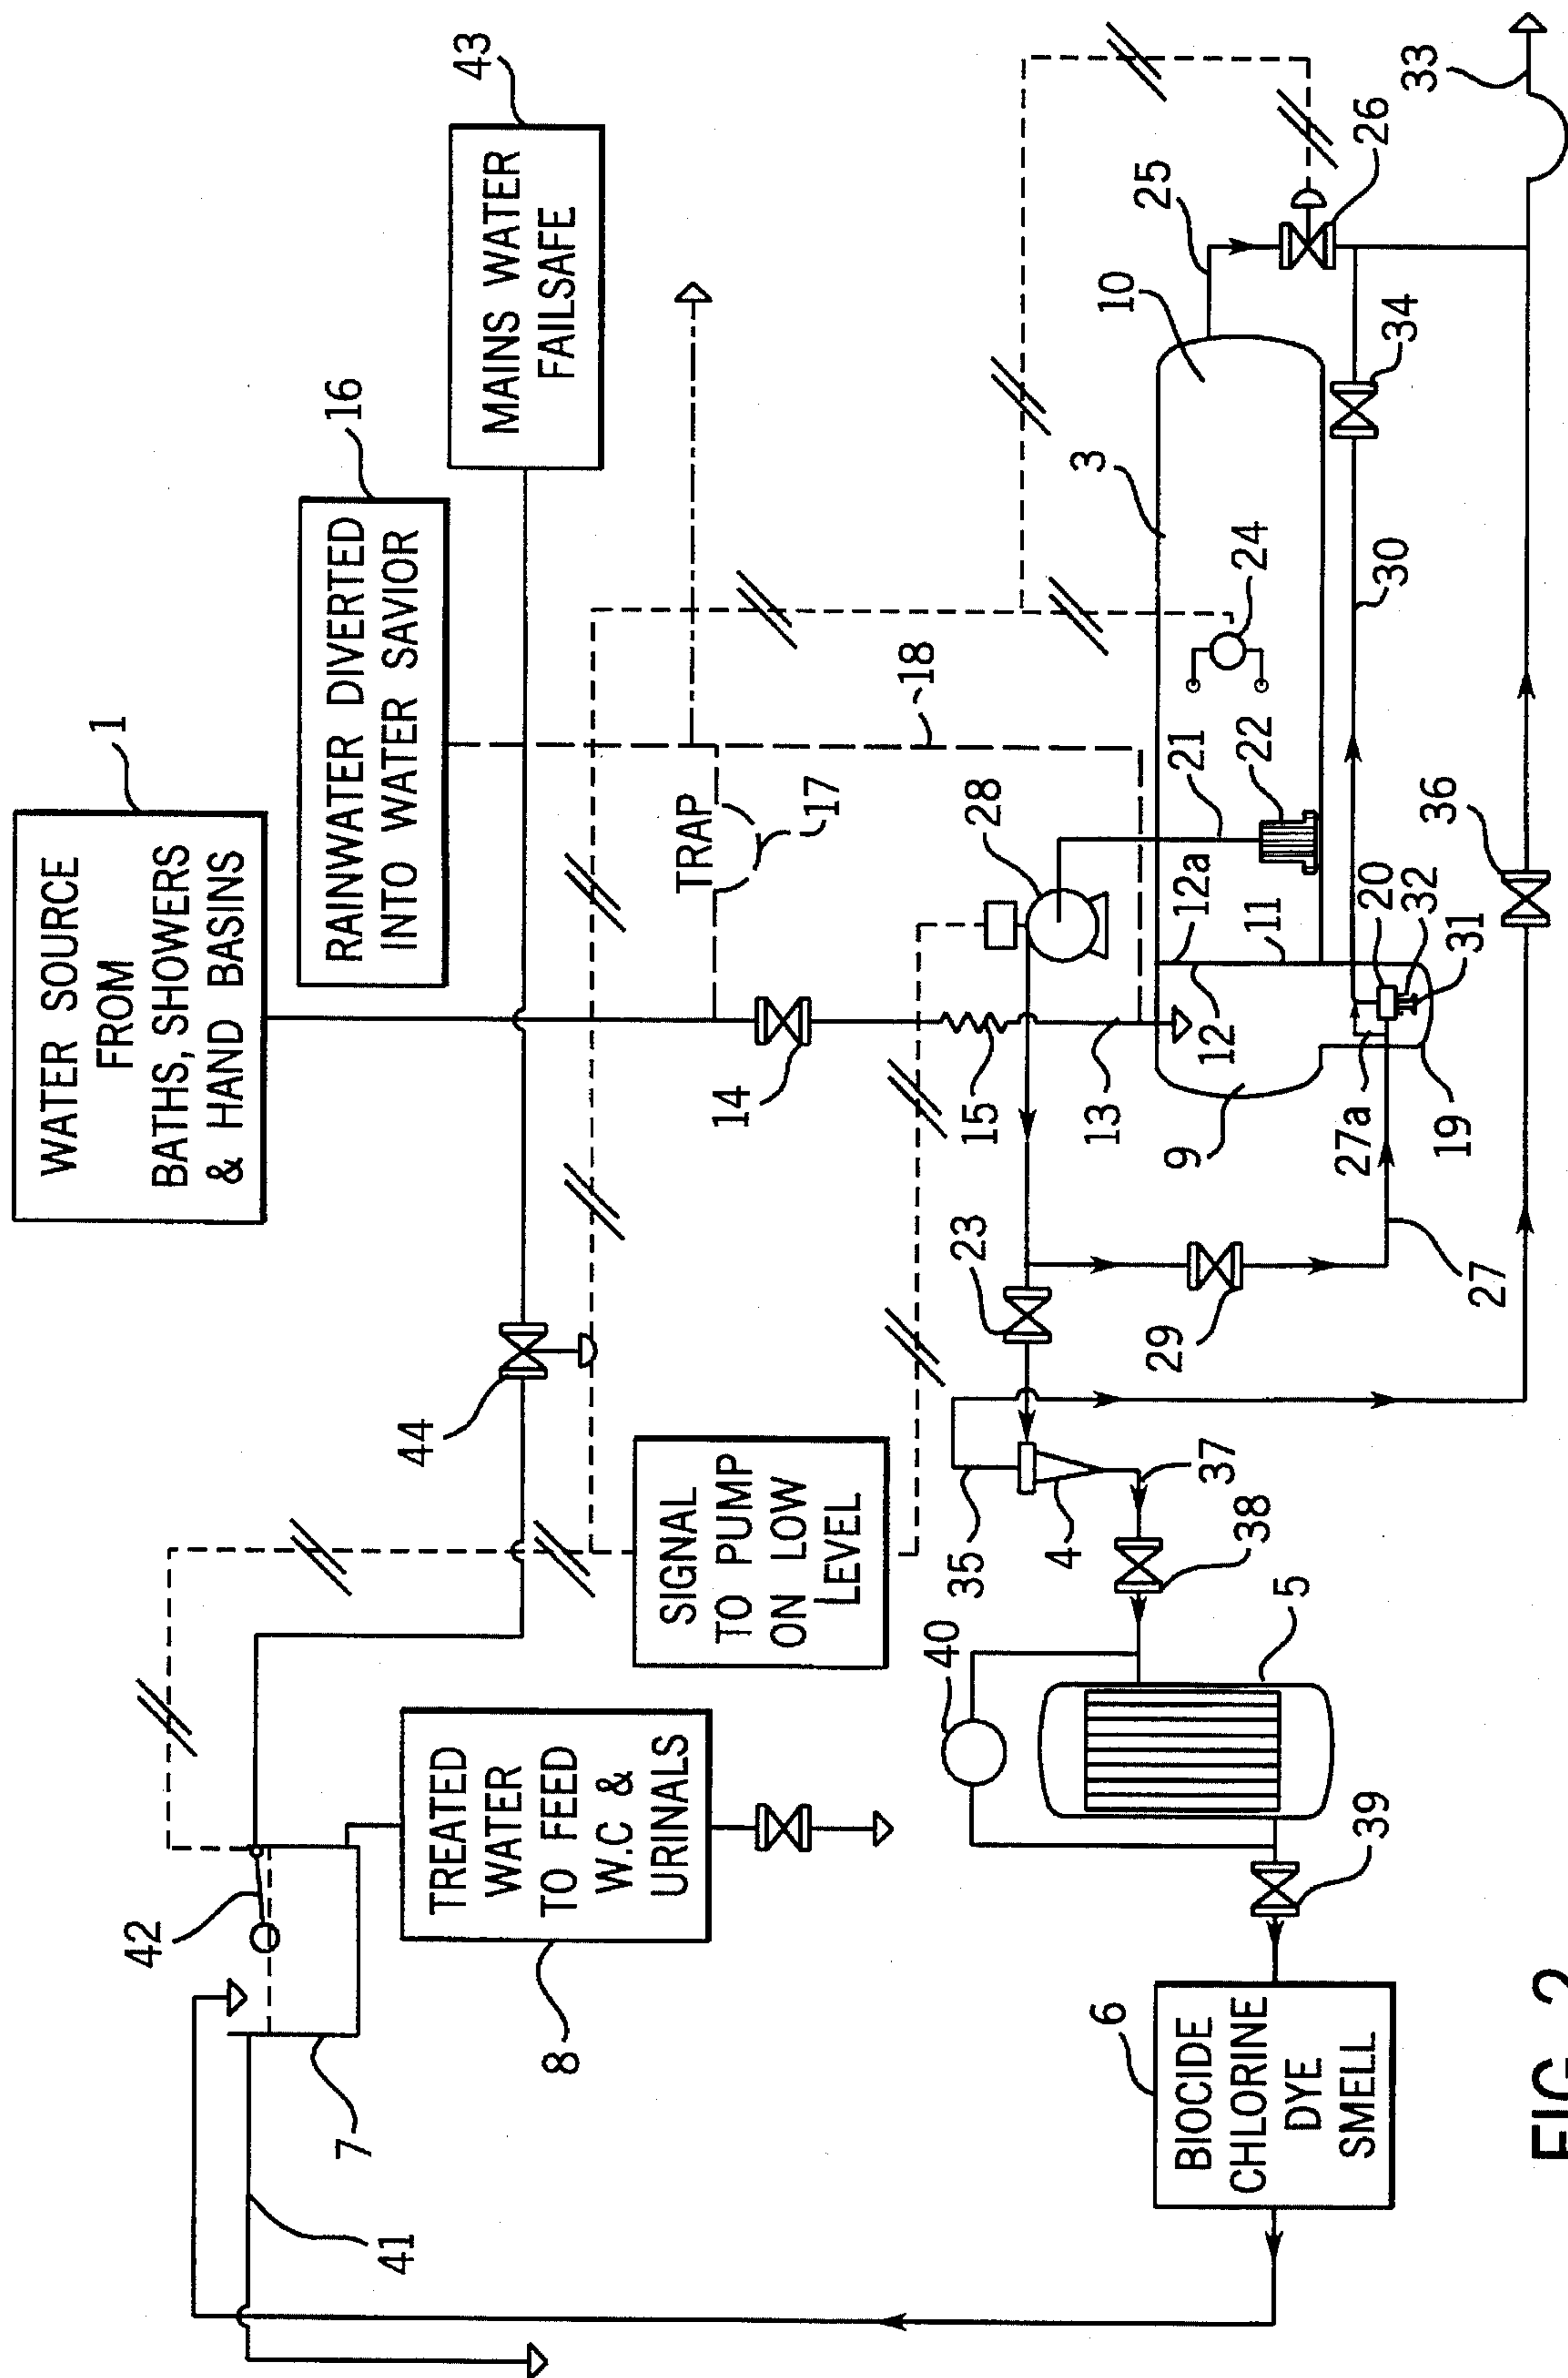 WATER SOURCE
FROM
BATHS, SHOWERS
& HAND BASINS
1
RAINWATER DIVERTED
INTO WATER SAVIOR
16
MAINS WATER
FAILSAFE
43
44
TRAP
17
18
14
15
13
28
21
22
12a
12
11
9
3
10
24
25
26
33
34
30
20
32
31
19
27a
27
29
23
36
SIGNAL
TO PUMP
ON LOW
LEVEL
35
4
37
38
5
40
39
42
7
41
TREATED
WATER
TO FEED
W.C &
URINALS
8
6
BIOCIDE
CHLORINE
DYE
SMELL
FIG. 2